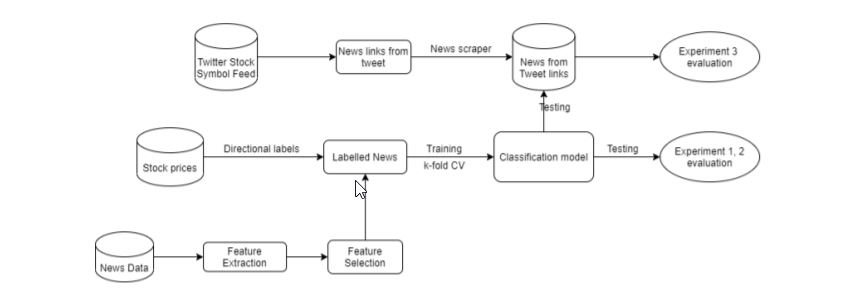 Twitter Stock
Symbol Feed
News links from
tweet
News scraper
News from
Tweet links
Experiment 3
evaluation
Testing
Stock prices
Directional labels
Labelled News
Training
k-fold CV
Classification model
Testing
Experiment 1, 2
evaluation
News Data
Feature
Extraction
Feature
Selection